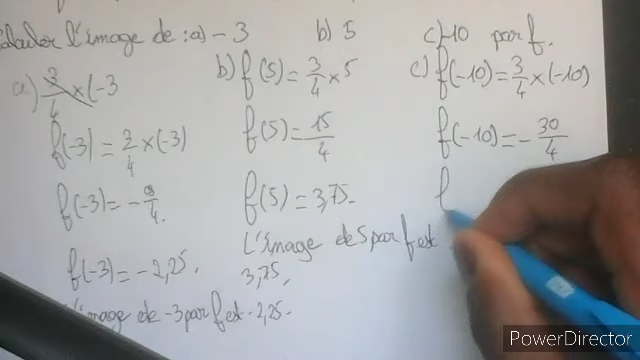 l'image de : a) -3 b) 5 c) -10 par f.
a) 3/4 x (-3
f(-3) = 3/4 x (-3)
f(-3) = - 9/4.
f(-3) = -2,25.
l'image de -3 par f est -2,25.
b) f(5) = 3/4 x 5
f(5) = 15/4
f(5) = 3,75.
L'image de 5 par f est
3,75.
c) f(-10) = 3/4 x (-10)
f(-10) = - 30/4
f
PowerDirector